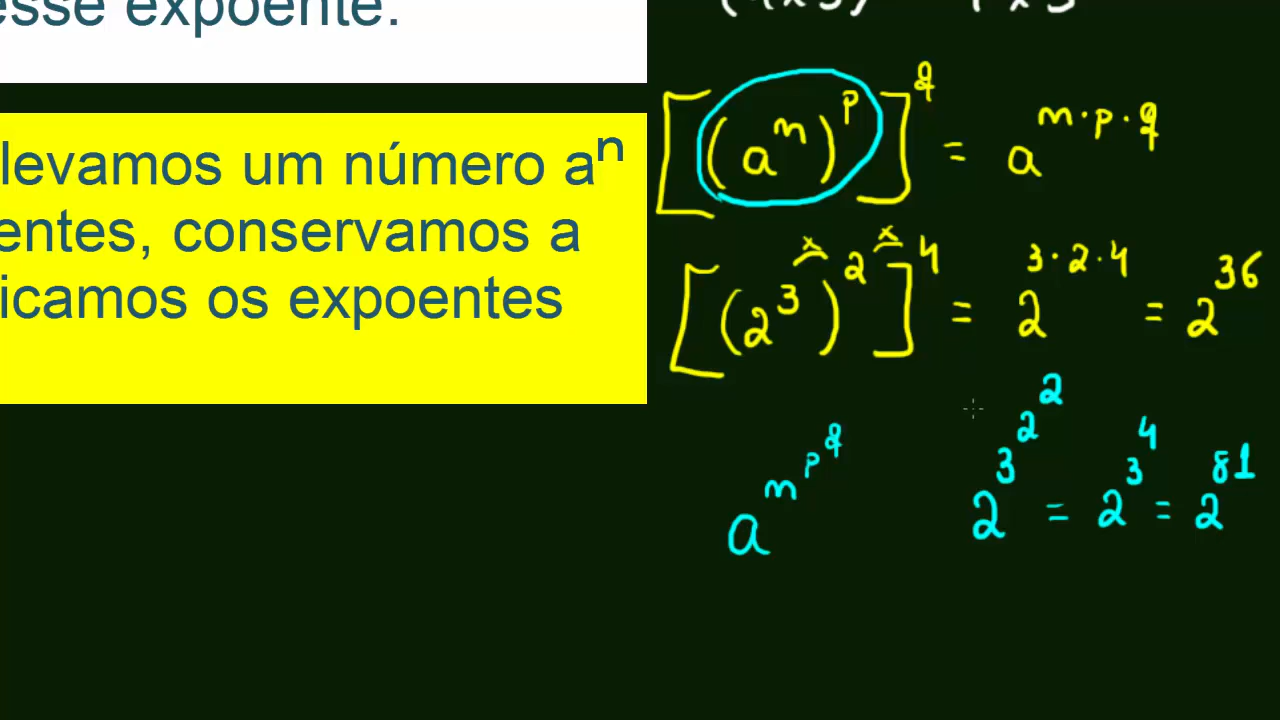 esse expoente.
levamos um número aⁿ
entes, conservamos a
icamos os expoentes
[(a^m)^p]^q = a^(m·p·q)
[(2^3)^x 2^x]^4 = 2^(3·2·4) = 2^36
a^(m^(p^q))
2^(3^(2^2)) = 2^(3^4) = 2^81